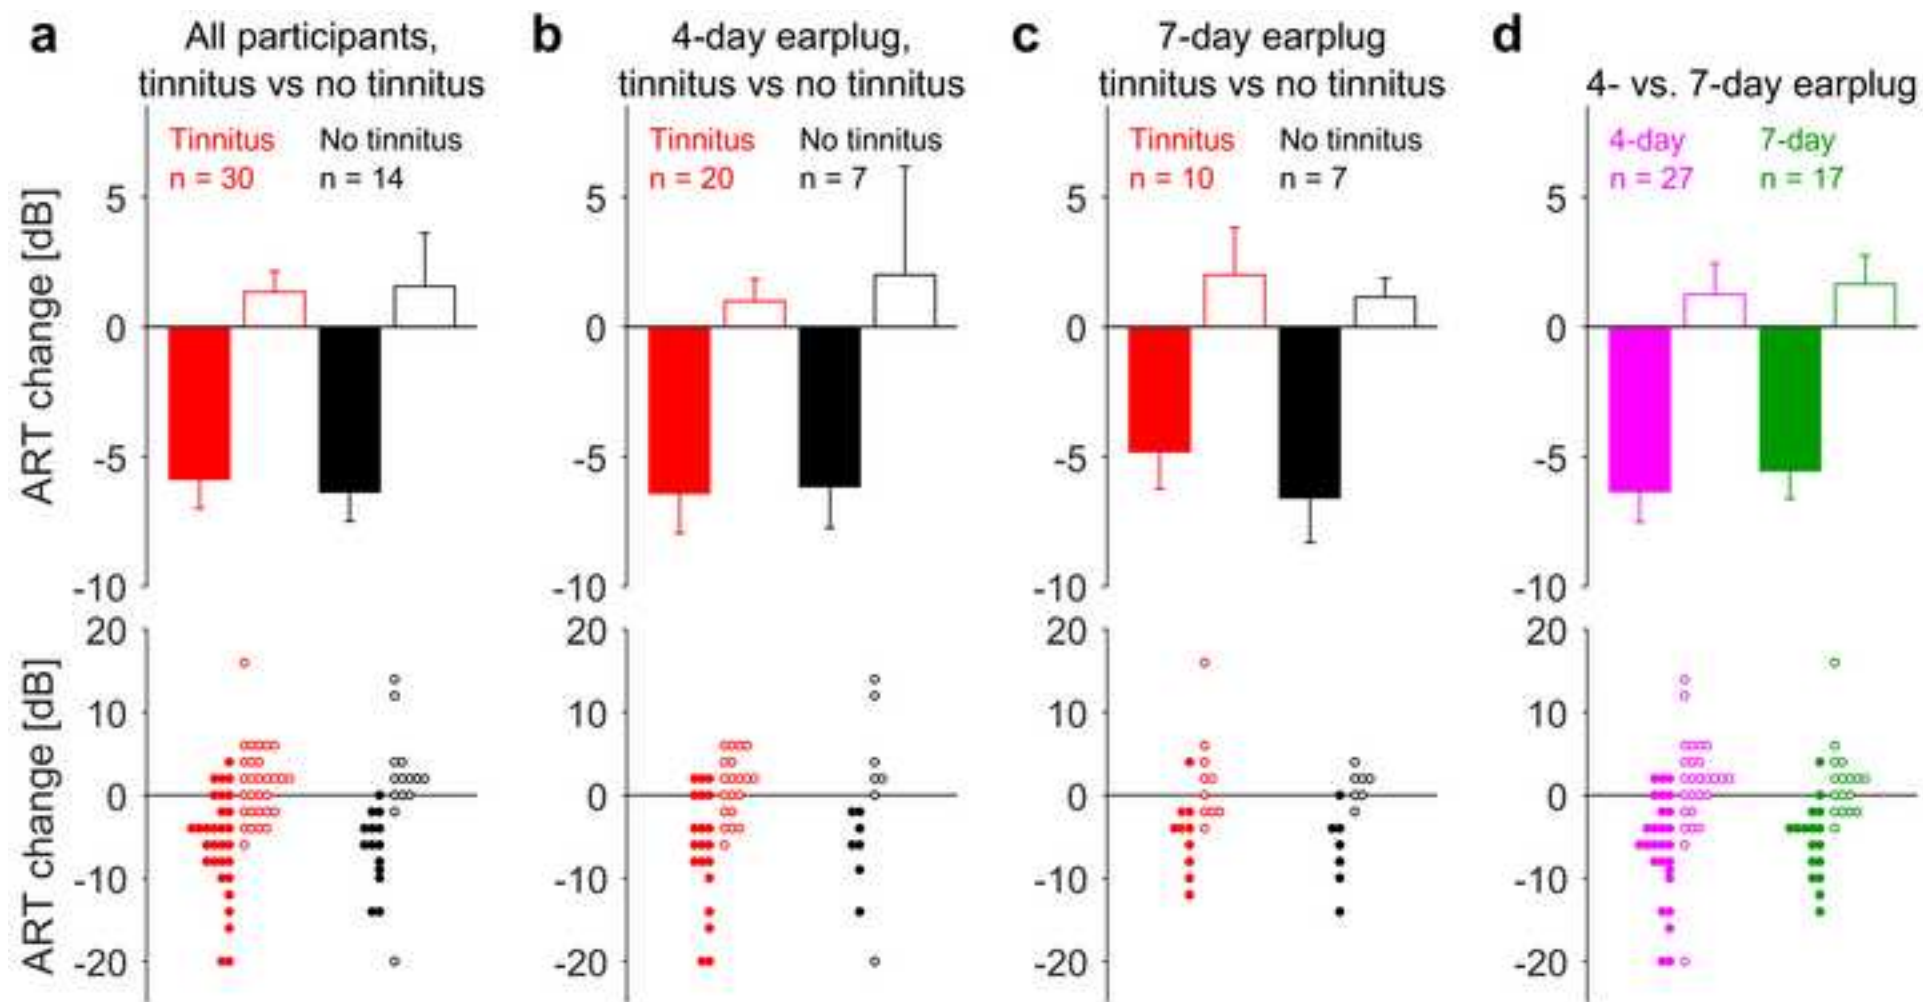 a
All participants,
tinnitus vs no tinnitus
b
4-day earplug,
tinnitus vs no tinnitus
c
7-day earplug
tinnitus vs no tinnitus
d
4- vs. 7-day earplug
ART change [dB]
5
0
-5
-10
Tinnitus
n = 30
No tinnitus
n = 14
5
0
-5
-10
Tinnitus
n = 20
No tinnitus
n = 7
5
0
-5
-10
Tinnitus
n = 10
No tinnitus
n = 7
5
0
-5
-10
4-day
n = 27
7-day
n = 17
ART change [dB]
20
10
0
-10
-20
20
10
0
-10
-20
20
10
0
-10
-20
20
10
0
-10
-20